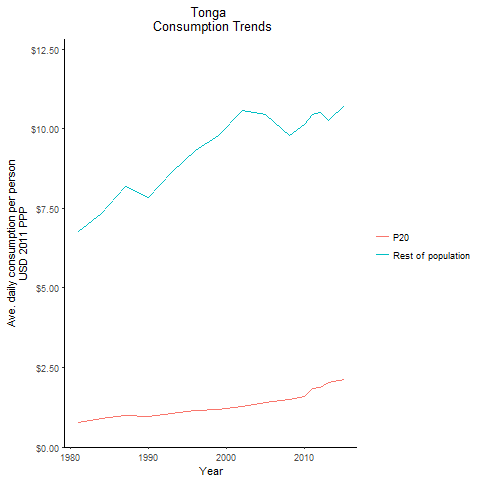 Tonga
Consumption Trends
$12.50
$10.00
$7.50
$5.00
$2.50
$0.00
Ave. daily consumption per person
USD 2011 PPP
1980
1990
2000
2010
Year
P20
Rest of population